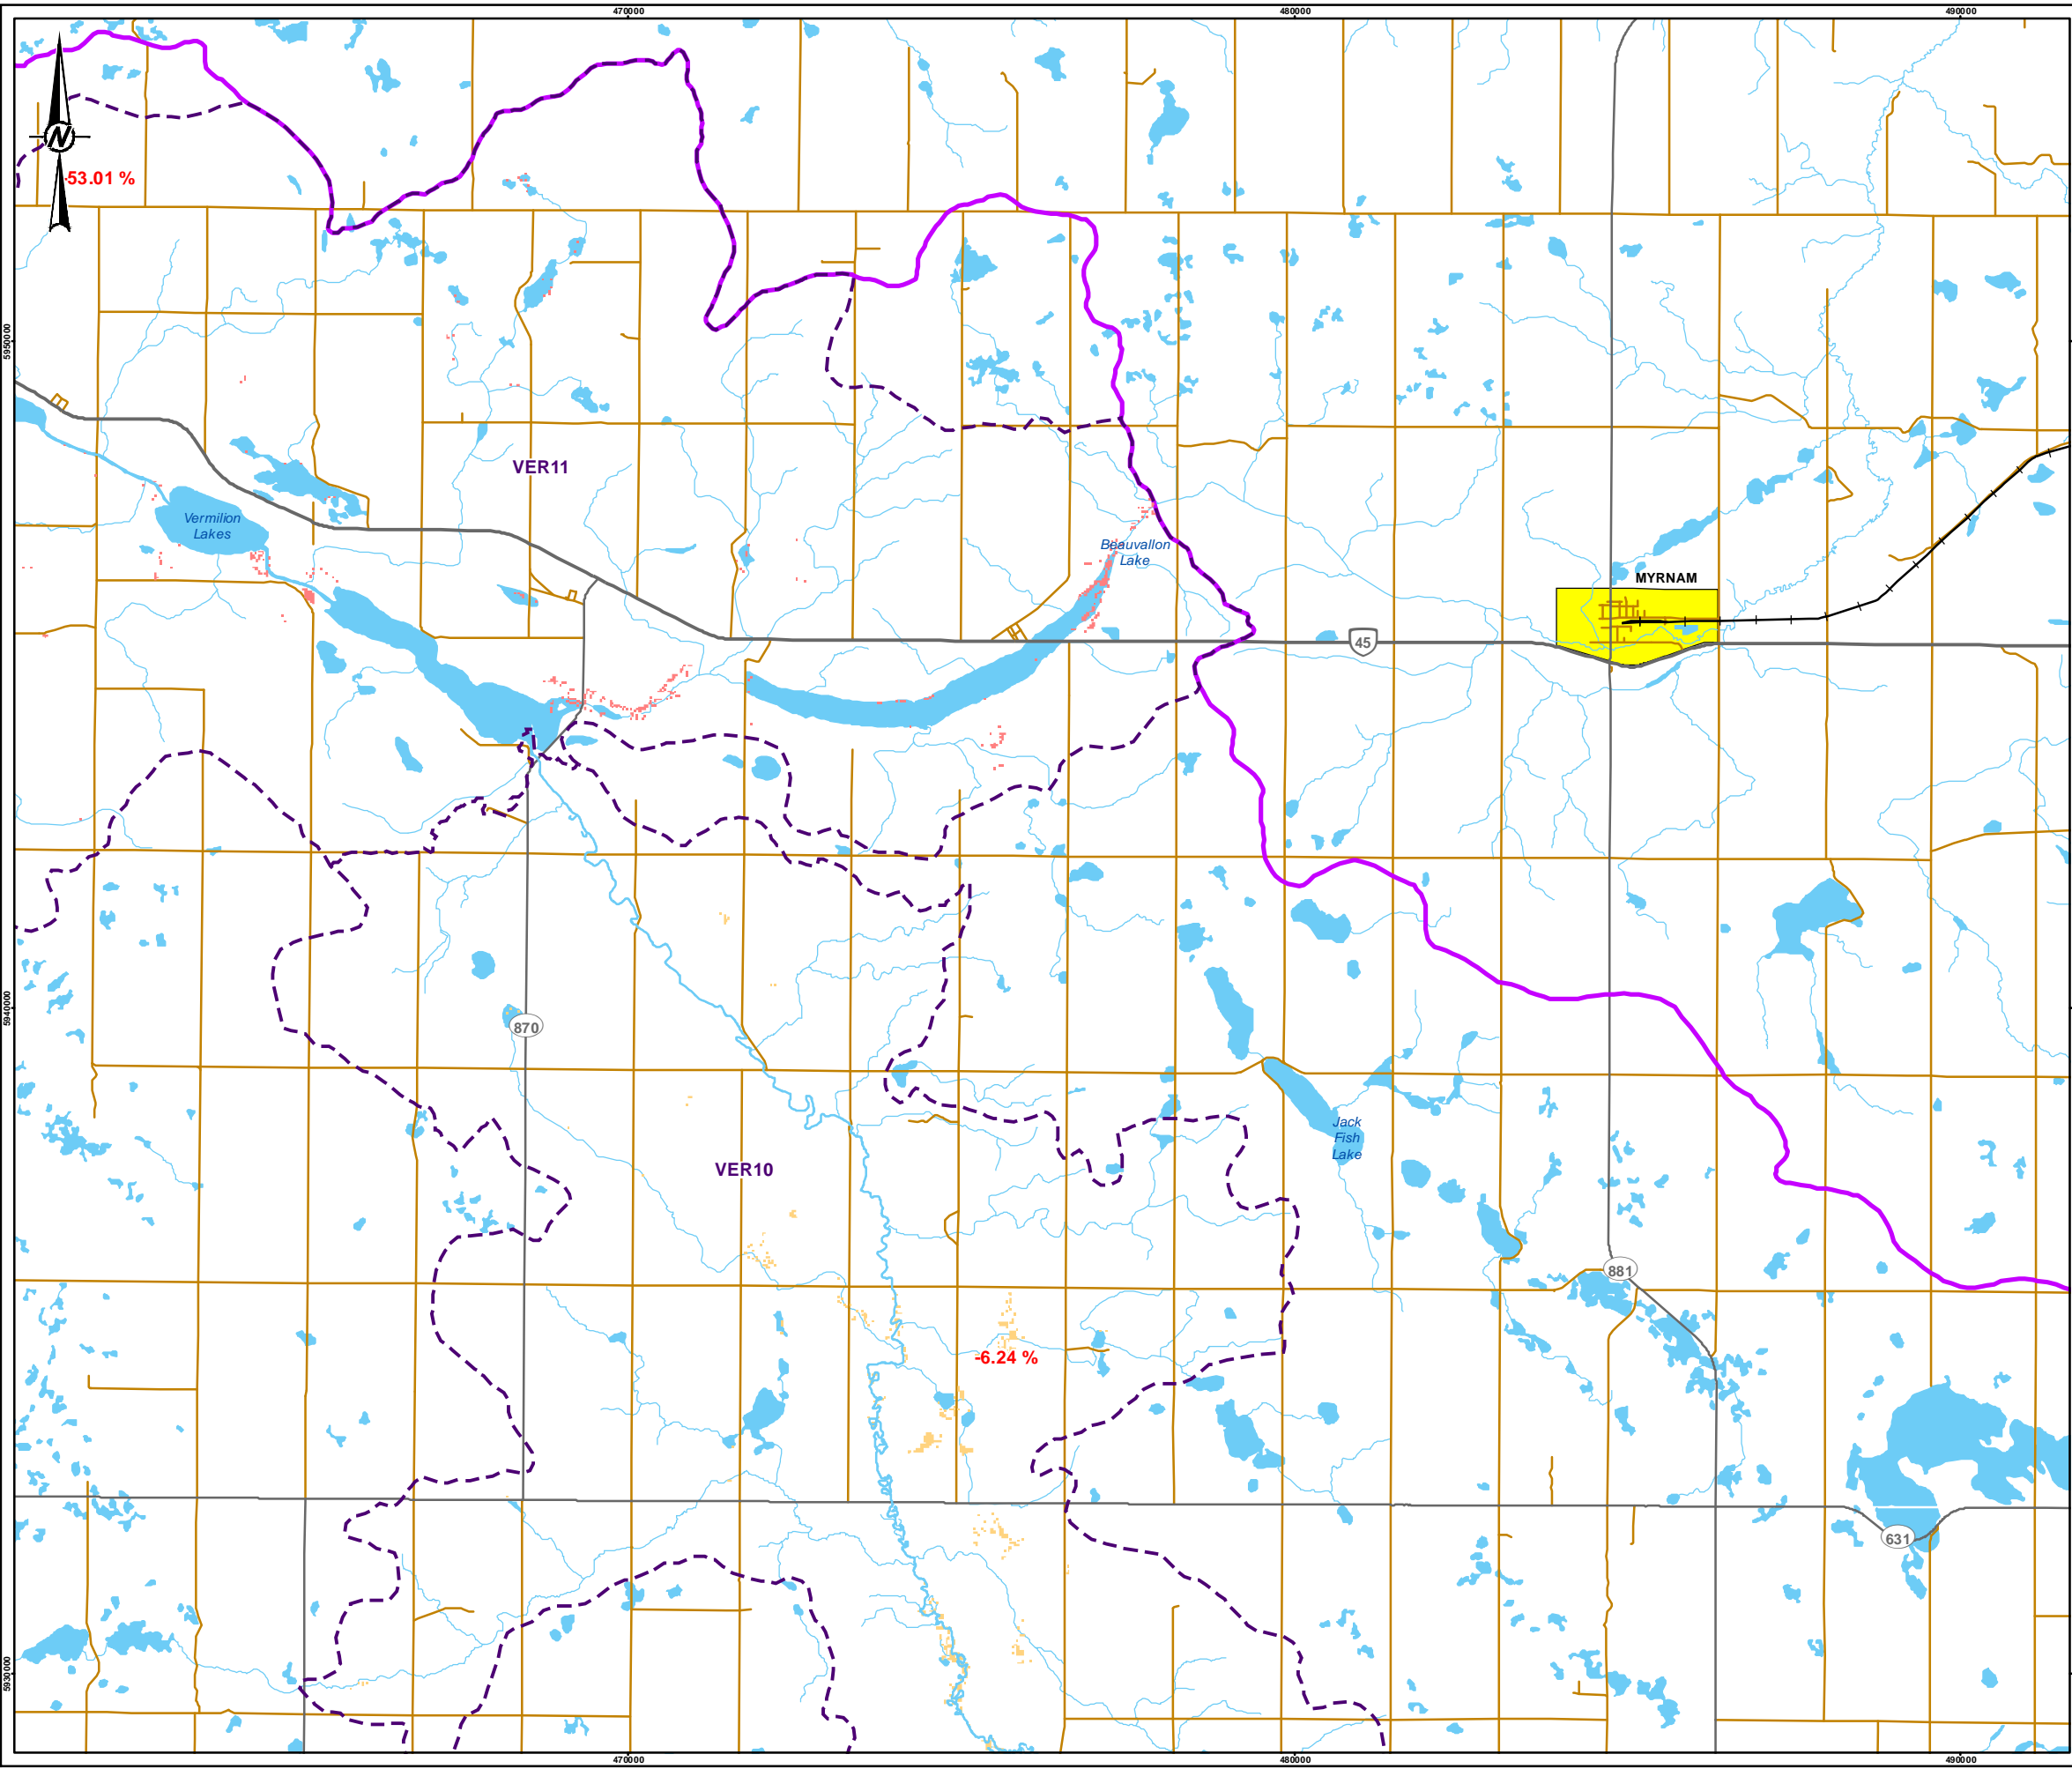 470000
480000
490000
N
-53.01 %
5950000
VER11
Vermilion
Lakes
Beauvallon
Lake
MYRNAM
45
5940000
870
Jack
Fish
Lake
VER10
881
-6.24 %
631
5930000
470000
480000
490000